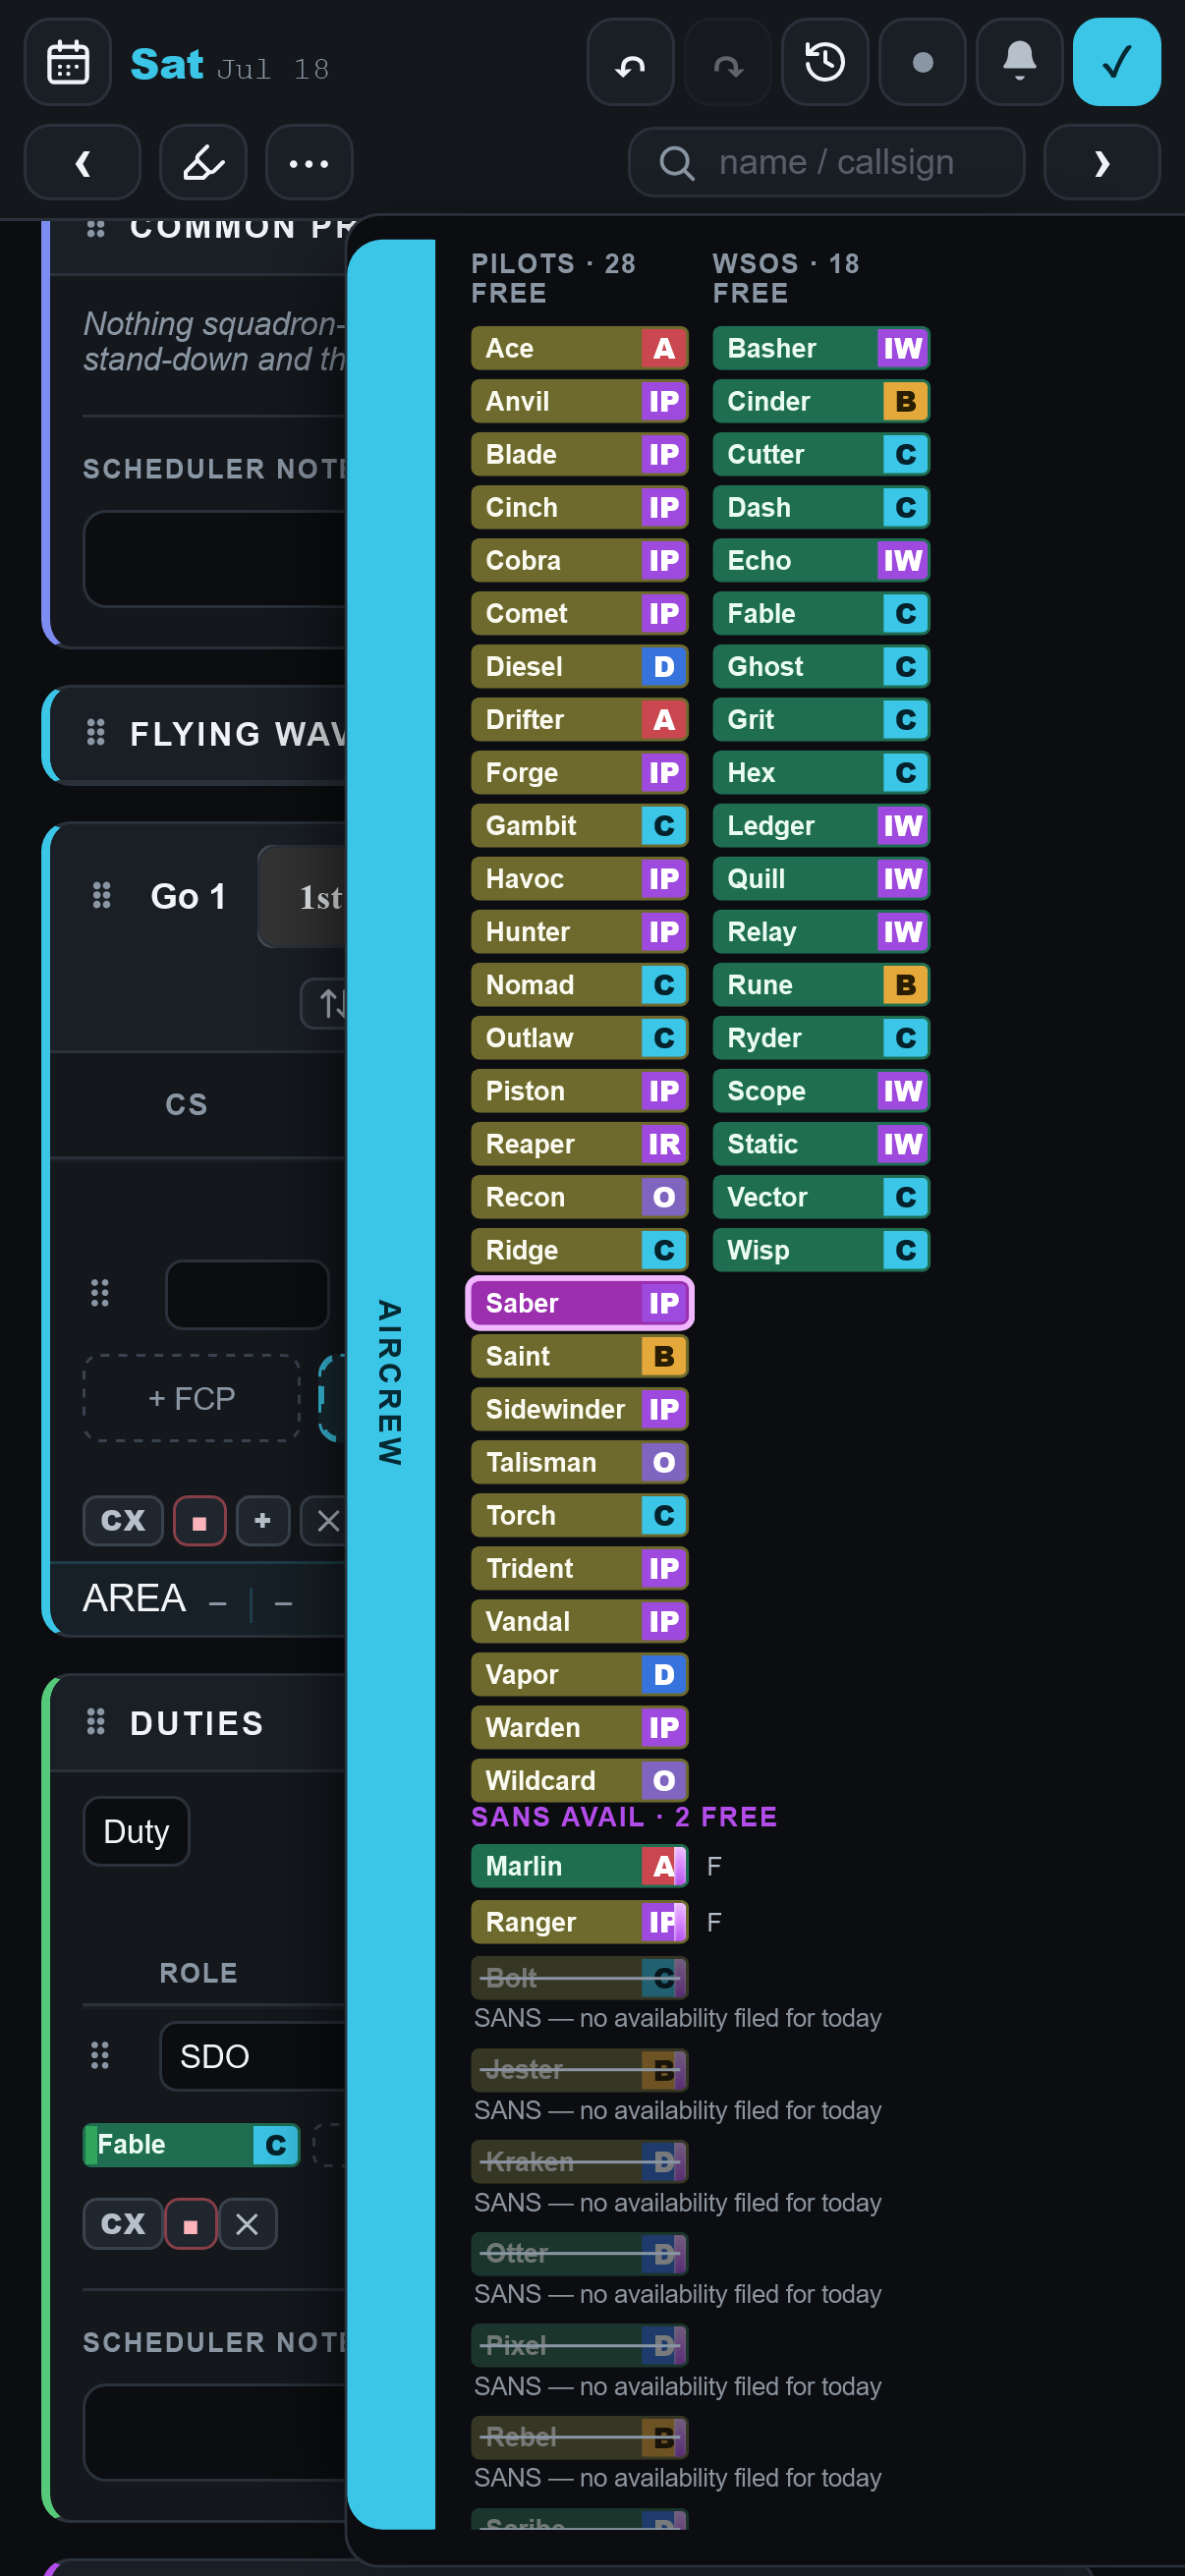 Sat Jul 18
name / callsign
COMMON PR
Nothing squadron-
stand-down and th
SCHEDULER NOTE
FLYING WAV
Go 1
1st
CS
+ FCP
CX
+
AREA – | –
DUTIES
Duty
ROLE
SDO
Fable C
CX
SCHEDULER NOTE
AIRCREW
PILOTS · 28
FREE
Ace A
Anvil IP
Blade IP
Cinch IP
Cobra IP
Comet IP
Diesel D
Drifter A
Forge IP
Gambit C
Havoc IP
Hunter IP
Nomad C
Outlaw C
Piston IP
Reaper IR
Recon O
Ridge C
Saber IP
Saint B
Sidewinder IP
Talisman O
Torch C
Trident IP
Vandal IP
Vapor D
Warden IP
Wildcard O
WSOS · 18
FREE
Basher IW
Cinder B
Cutter C
Dash C
Echo IW
Fable C
Ghost C
Grit C
Hex C
Ledger IW
Quill IW
Relay IW
Rune B
Ryder C
Scope IW
Static IW
Vector C
Wisp C
SANS AVAIL · 2 FREE
Marlin A F
Ranger IP F
Bolt C
SANS — no availability filed for today
Jester B
SANS — no availability filed for today
Kraken D
SANS — no availability filed for today
Otter D
SANS — no availability filed for today
Pixel D
SANS — no availability filed for today
Rebel B
SANS — no availability filed for today
Scribe D